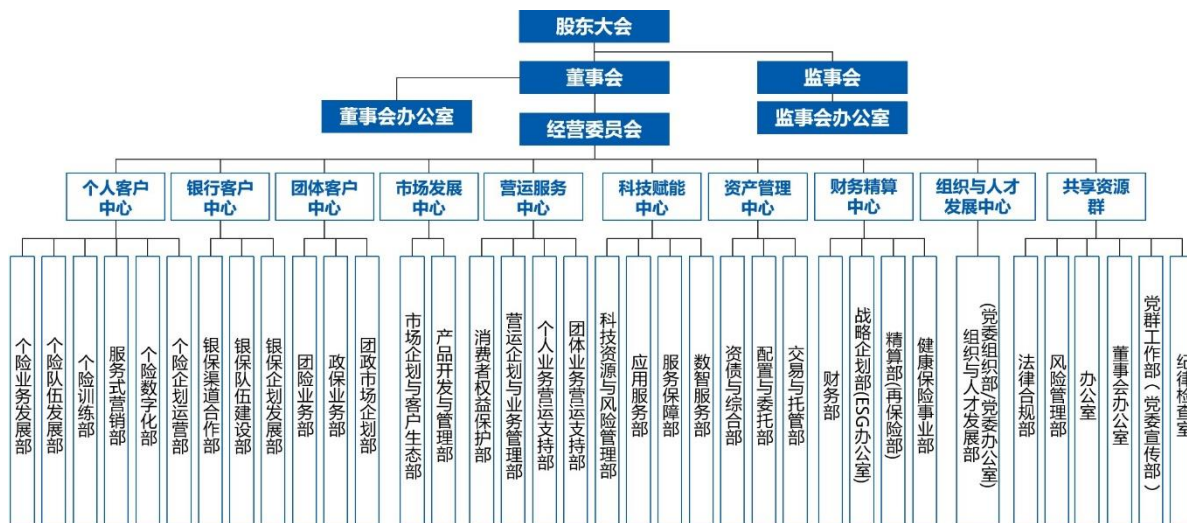 股东大会
董事会
监事会
董事会办公室
监事会办公室
经营委员会
个人客户
中心
银行客户
中心
团体客户
中心
市场发展
中心
营运服务
中心
科技赋能
中心
资产管理
中心
财务精算
中心
组织与人才
发展中心
共享资源
群
个险业务发展部
个险队伍发展部
个险训练部
服务式营销部
个险数字化部
个险企划运营部
银保渠道合作部
银保队伍建设部
银保企划发展部
团险业务部
政保业务部
团政市场企划部
市场企划与客户生态部
产品开发与管理部
消费者权益保护部
营运企划与业务管理部
个人业务营运支持部
团体业务营运支持部
科技资源与风险管理部
应用服务部
服务保障部
数智服务部
资债与综合部
配置与委托部
交易与托管部
财务部
战略企划部(ESG办公室)
精算部(再保险部)
健康保险事业部
组织与人才发展部
(党委组织部/党委办公室)
法律合规部
风险管理部
办公室
董事会办公室
党群工作部(党委宣传部)
纪律检查室